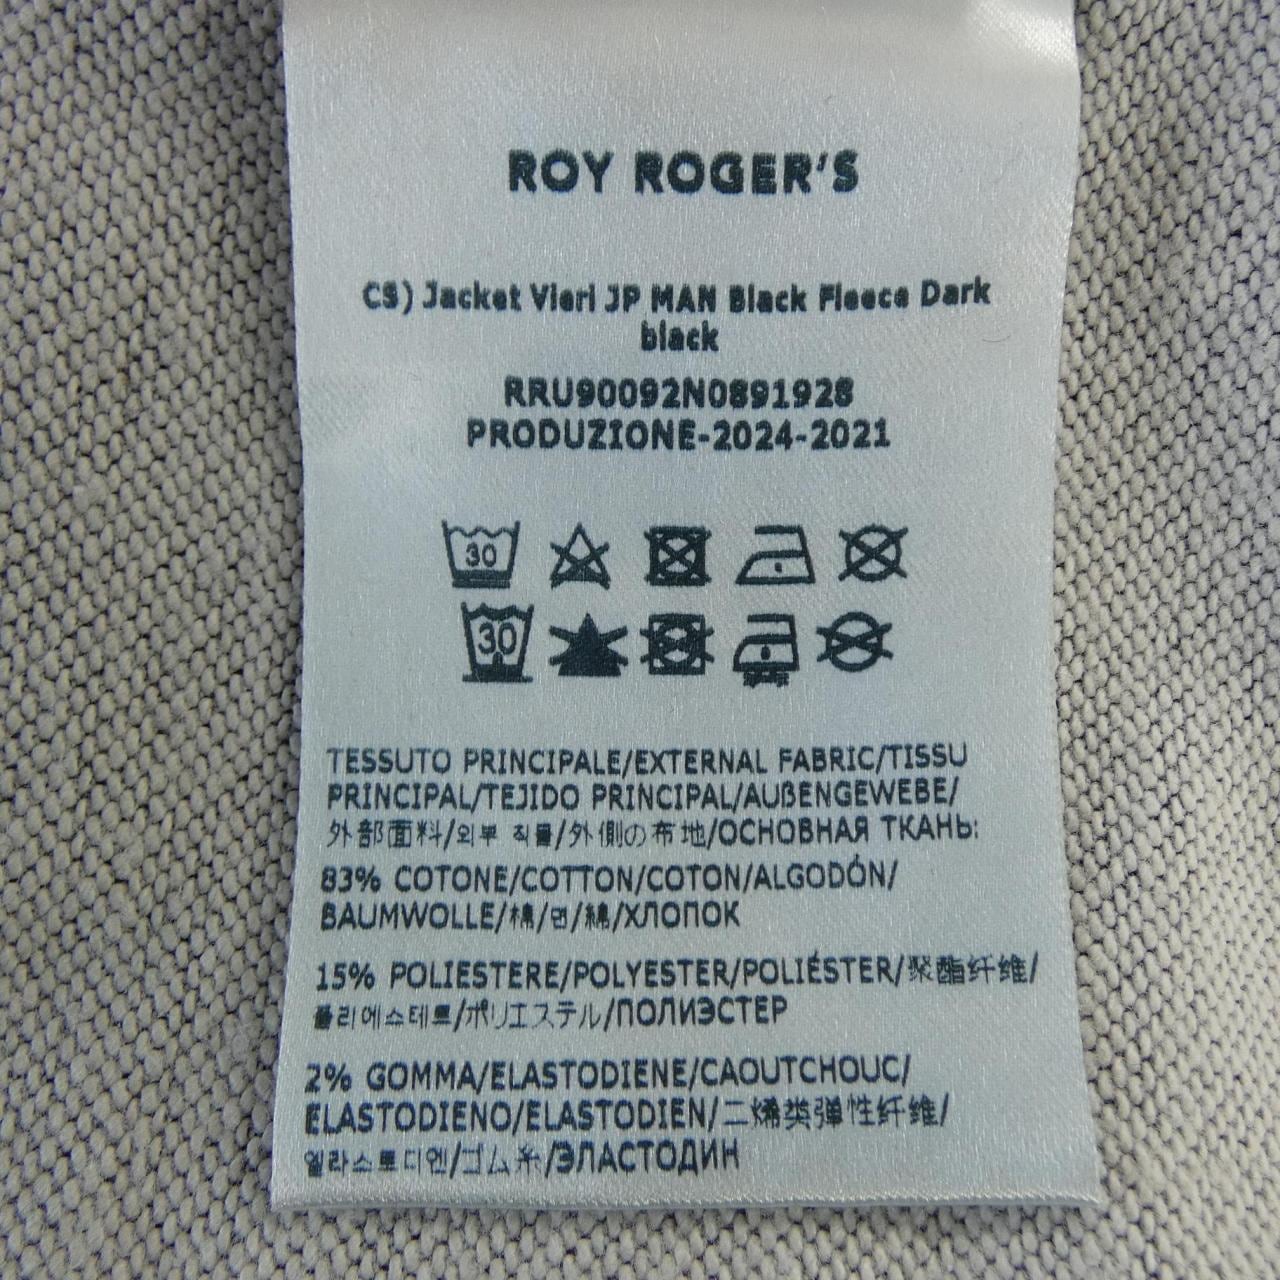 ROY ROGER'S
CS) Jacket Vieri JP MAN Black Fleece Dark
black
RRU90092N0891928
PRODUZIONE-2024-2021
30
30
TESSUTO PRINCIPALE/EXTERNAL FABRIC/TISSU
PRINCIPAL/TEJIDO PRINCIPAL/AUßENGEWEBE/
外部面料/외부 직물/外側の布地/ОСНОВНАЯ ТКАНЬ:
83% COTONE/COTTON/COTON/ALGODÓN/
BAUMWOLLE/棉/면/綿/ХЛОПОК
15% POLIESTERE/POLYESTER/POLIÉSTER/聚酯纤维/
폴리에스테르/ポリエステル/ПОЛИЭСТЕР
2% GOMMA/ELASTODIENE/CAOUTCHOUC/
ELASTODIENO/ELASTODIEN/二烯类弹性纤维/
엘라스토디엔/ゴム糸/ЭЛАСТОДИН